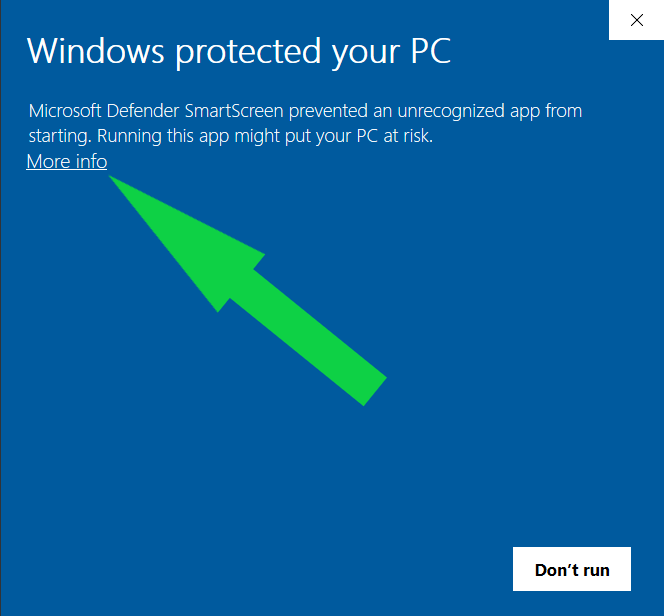 Windows protected your PC
Microsoft Defender SmartScreen prevented an unrecognized app from
starting. Running this app might put your PC at risk.
More info
Don't run